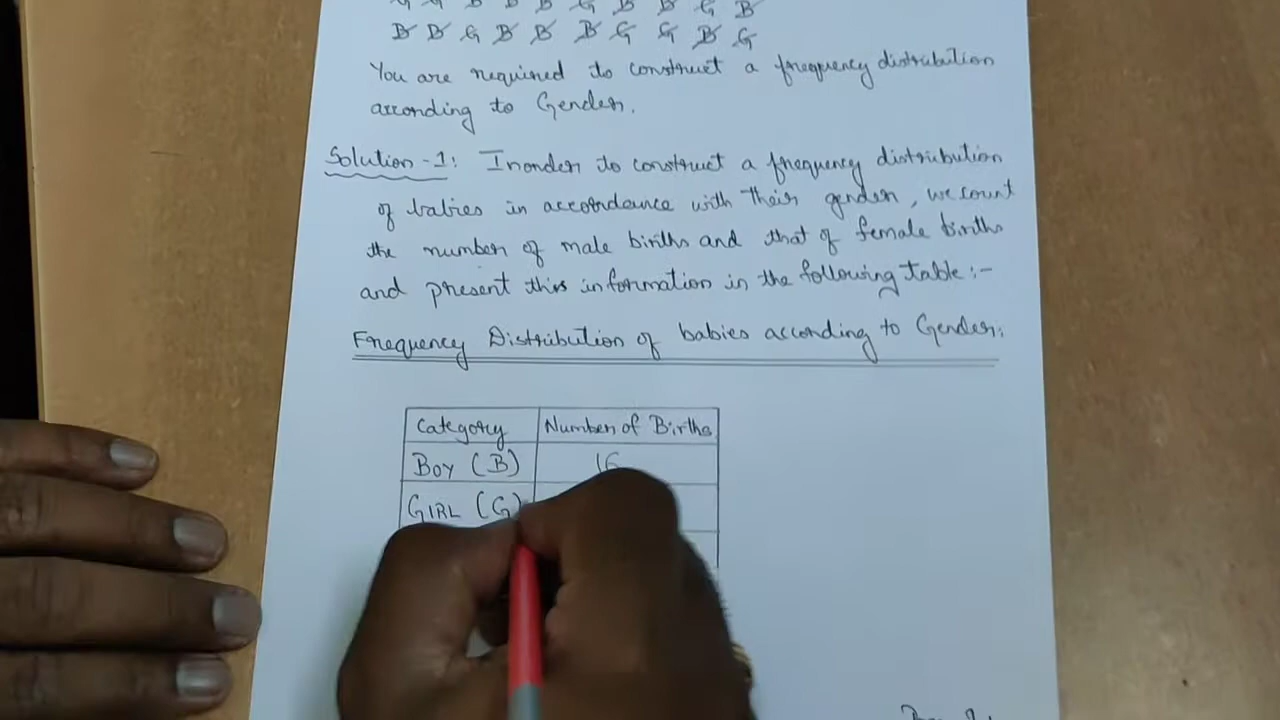 G G B B B G B B G B
B B G B B B G G B G
You are required to construct a frequency distribution
according to Gender.
Solution-1: Inorder to construct a frequency distribution
of babies in accordance with their gender, we count
the number of male births and that of female births
and present this information in the following table:-
Frequency Distribution of babies according to Gender:
Category Number of Births
BOY (B) 16
GIRL (G)